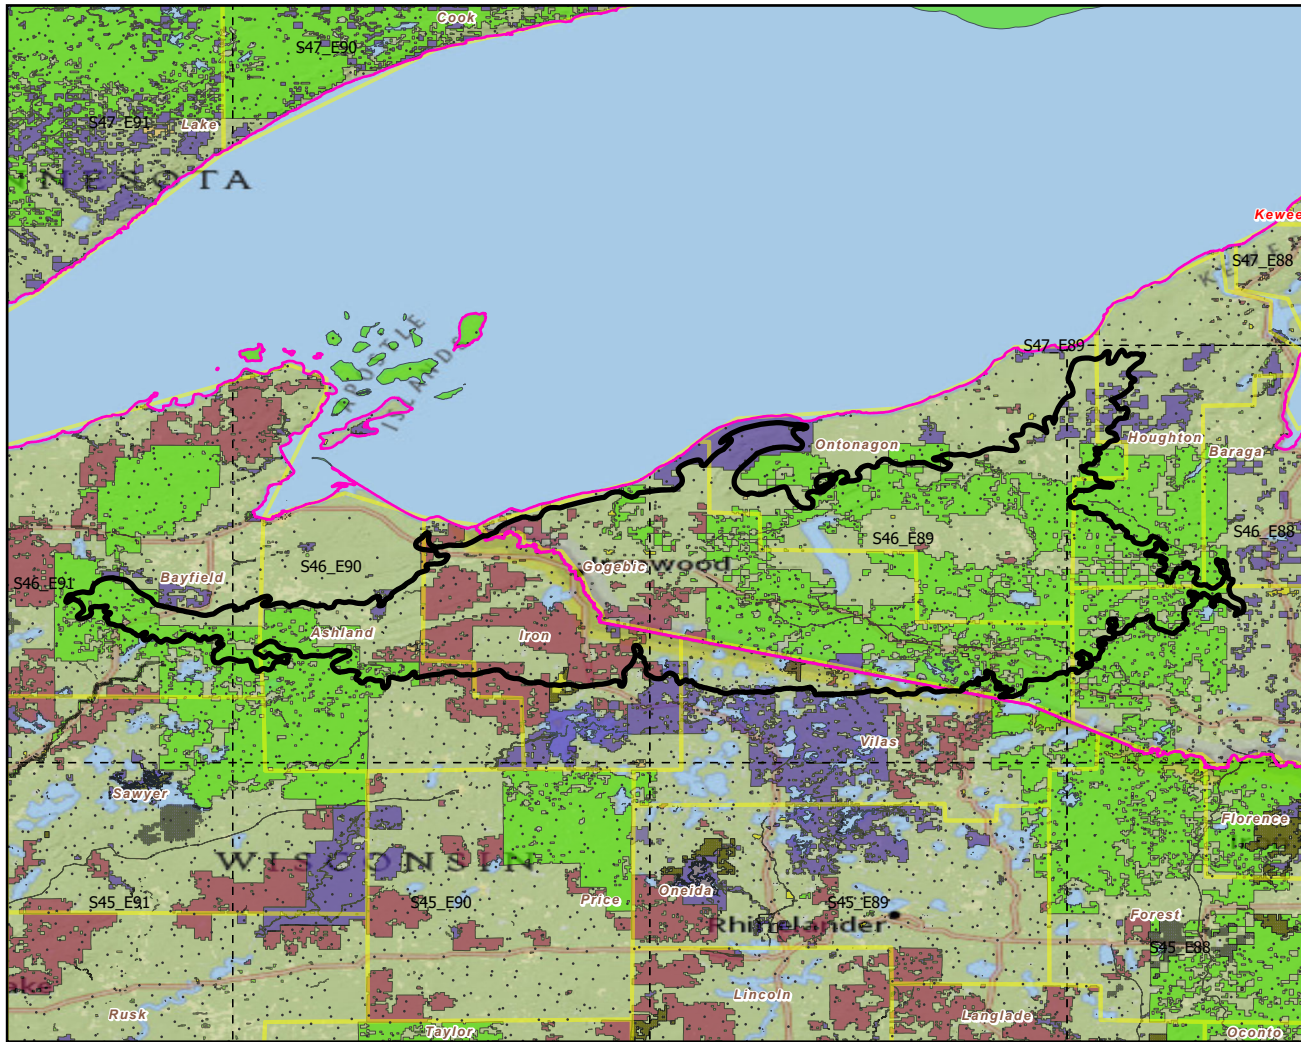 Cook
S47_E90
S47_E91
Lake
NESOTA
Kewee
S47_E88
APOSTLE
ISLANDS
S47_E89
Ontonagon
Houghton
Baraga
S46_E88
S46_E89
S46_E90
Gogebic
wood
S46_E91
Bayfield
Ashland
Iron
Vilas
Sawyer
Florence
WISCONSIN
Oneida
Price
S45_E91
S45_E90
S45_E89
Rhinelander
Forest
S45_E88
ake
Lincoln
Rusk
Langlade
Taylor
Oconto